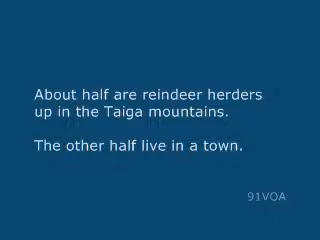 About half are reindeer herders
up in the Taiga mountains.
The other half live in a town.
91VOA